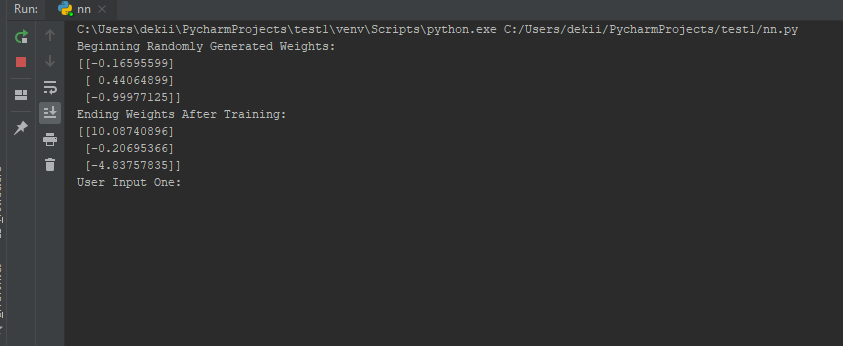 Run: nn
C:\Users\dekii\PycharmProjects\test1\venv\Scripts\python.exe C:/Users/dekii/PycharmProjects/test1/nn.py
Beginning Randomly Generated Weights:
[[-0.16595599]
 [ 0.44064899]
 [-0.99977125]]
Ending Weights After Training:
[[10.08740896]
 [-0.20695366]
 [-4.83757835]]
User Input One: